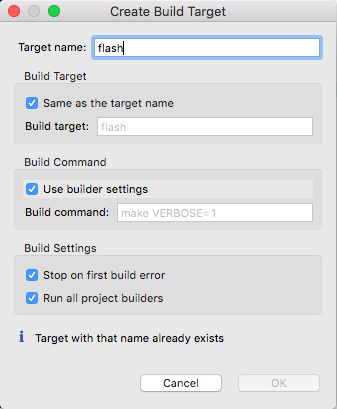 Create Build Target
Target name: flash
Build Target
Same as the target name
Build target: flash
Build Command
Use builder settings
Build command: make VERBOSE=1
Build Settings
Stop on first build error
Run all project builders
i Target with that name already exists
Cancel OK